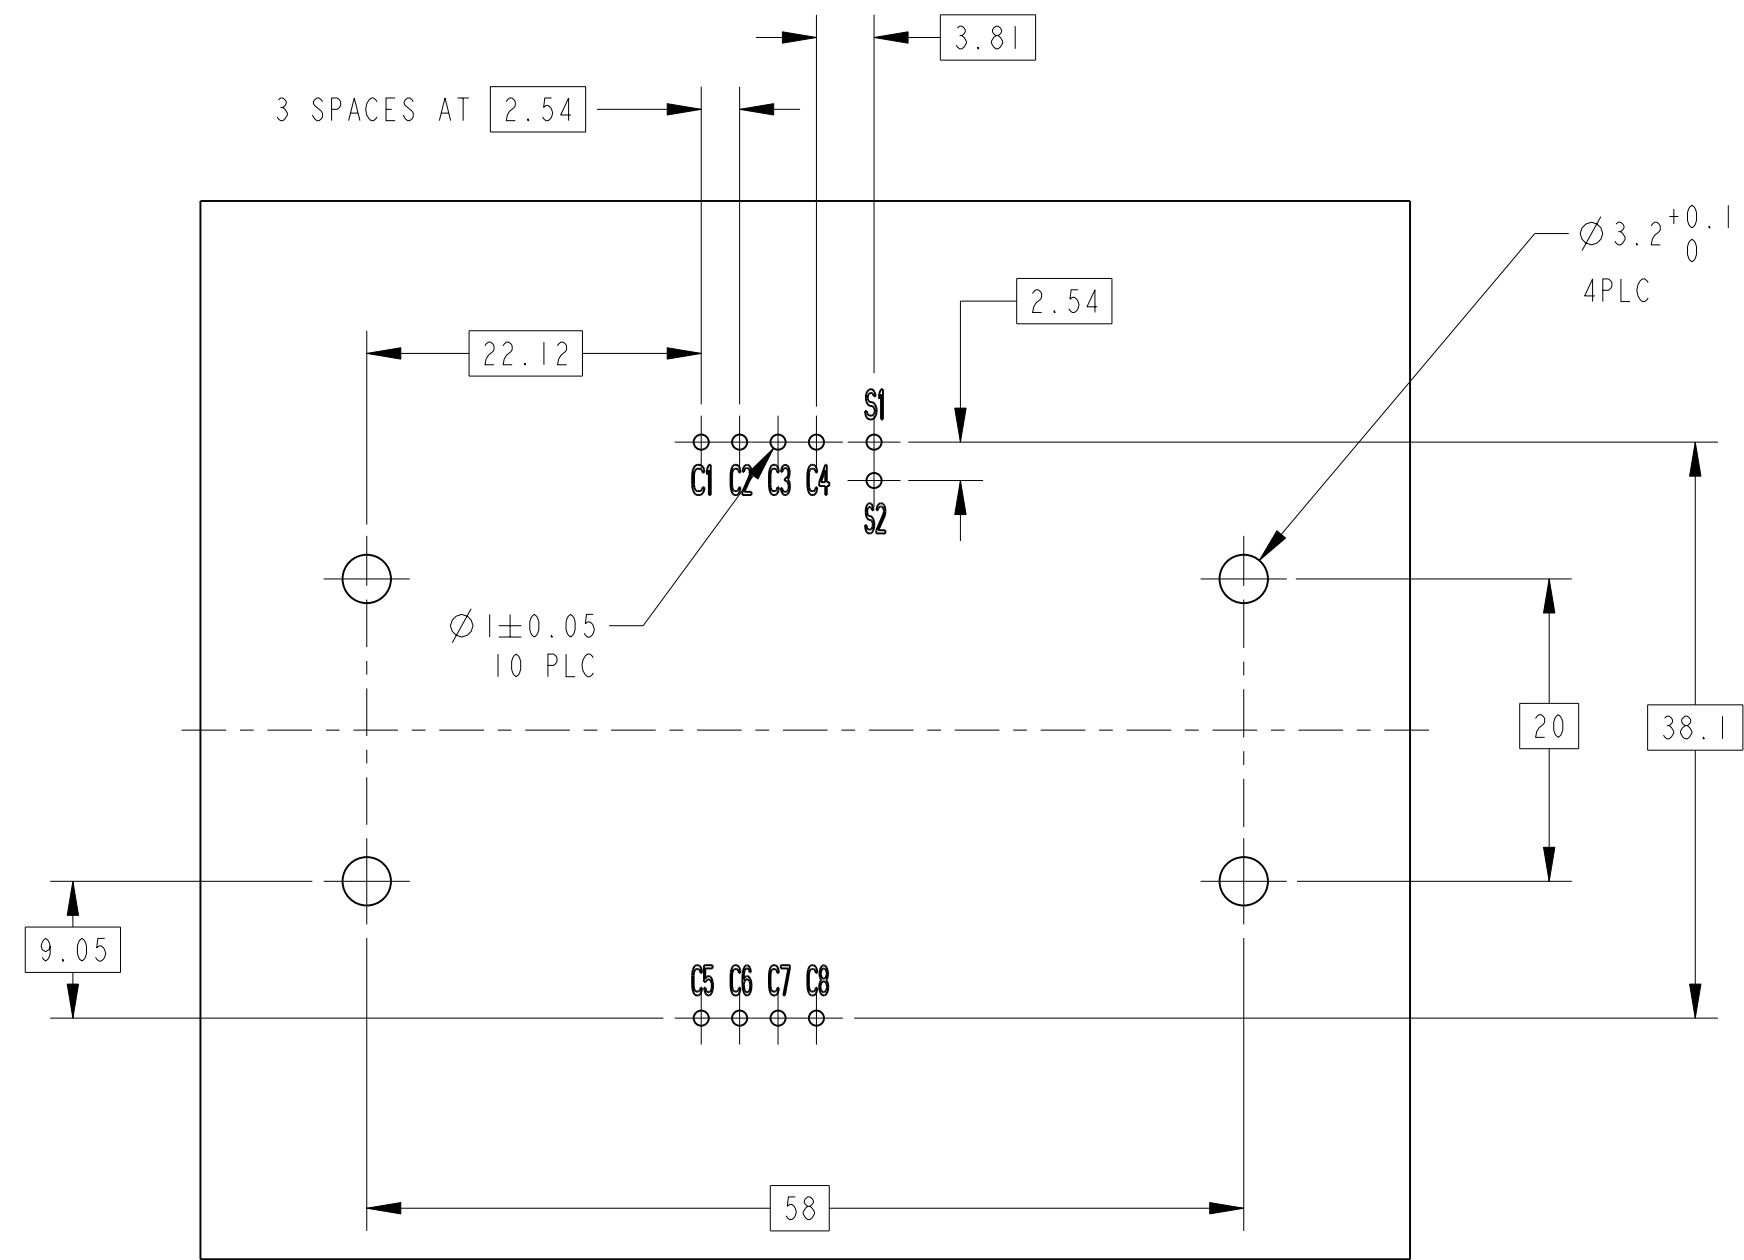 3.81
3 SPACES AT 2.54
Ø3.2 +0.1 0
4PLC
2.54
22.12
S1
C1 C2 C3 C4
S2
Ø1±0.05
10 PLC
20
38.1
9.05
C5 C6 C7 C8
58